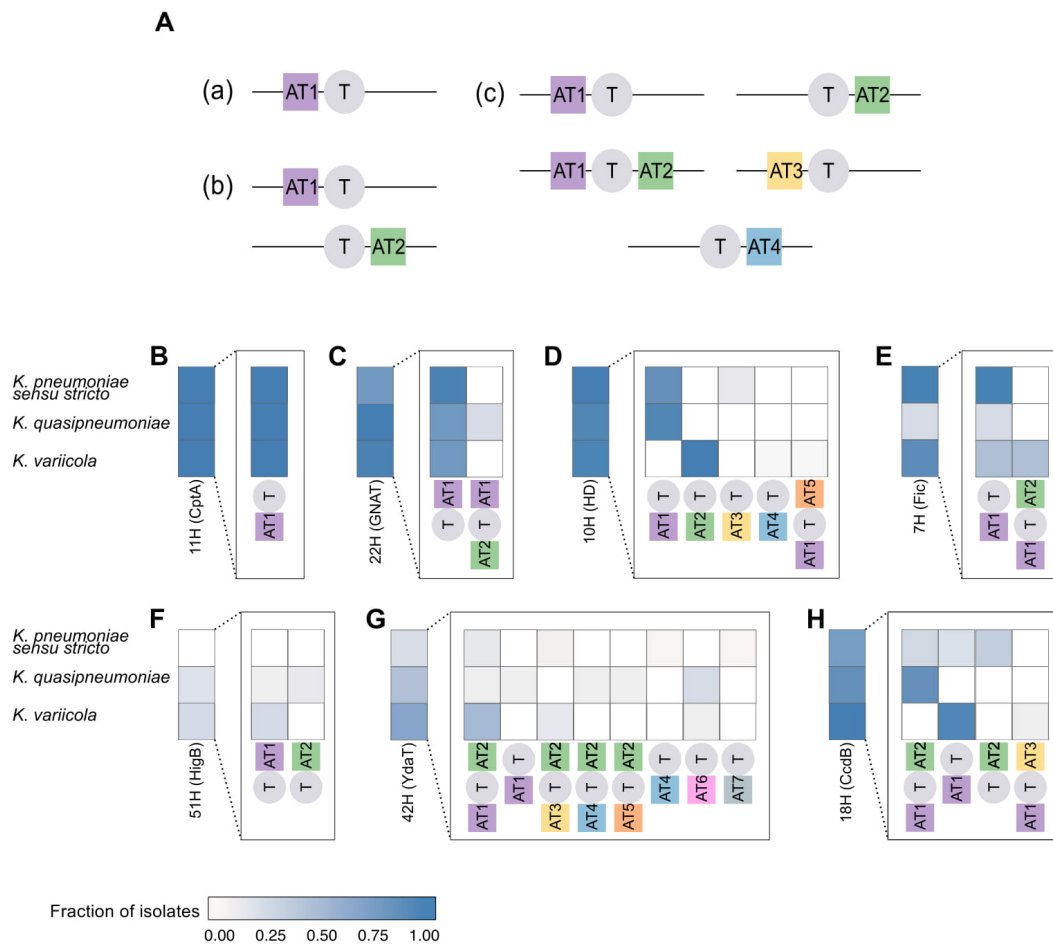 A
(a) AT1 T
(c) AT1 T T AT2
(b) AT1 T
AT1 T AT2 AT3 T
T AT2
T AT4
B C D E
K. pneumoniae
sensu stricto
K. quasipneumoniae
K. variicola
11H (CptA)
AT1 T
22H (GNAT)
T AT1
AT2 T AT1
10H (HD)
AT1 T
AT2 T
AT3 T
AT4 T
AT1 T AT5
7H (Fic)
AT1 T
AT1 T AT2
F G H
K. pneumoniae
sensu stricto
K. quasipneumoniae
K. variicola
51H (HigB)
T AT1
T AT2
42H (YdaT)
AT1 T AT2
AT1 T
AT3 T AT2
AT4 T AT2
AT5 T AT2
AT4 T
AT6 T
AT7 T
18H (CcdB)
AT1 T AT2
AT1 T
T AT2
AT1 T AT3
Fraction of isolates
0.00 0.25 0.50 0.75 1.00